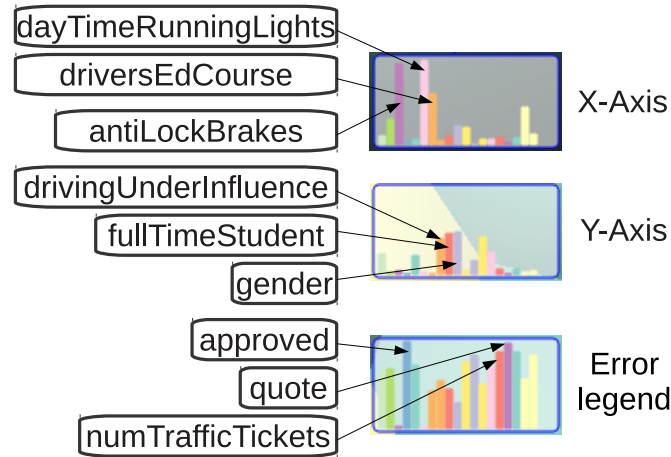 dayTimeRunningLights
driversEdCourse
antiLockBrakes
X-Axis
drivingUnderInfluence
fullTimeStudent
gender
Y-Axis
approved
quote
numTrafficTickets
Error
legend